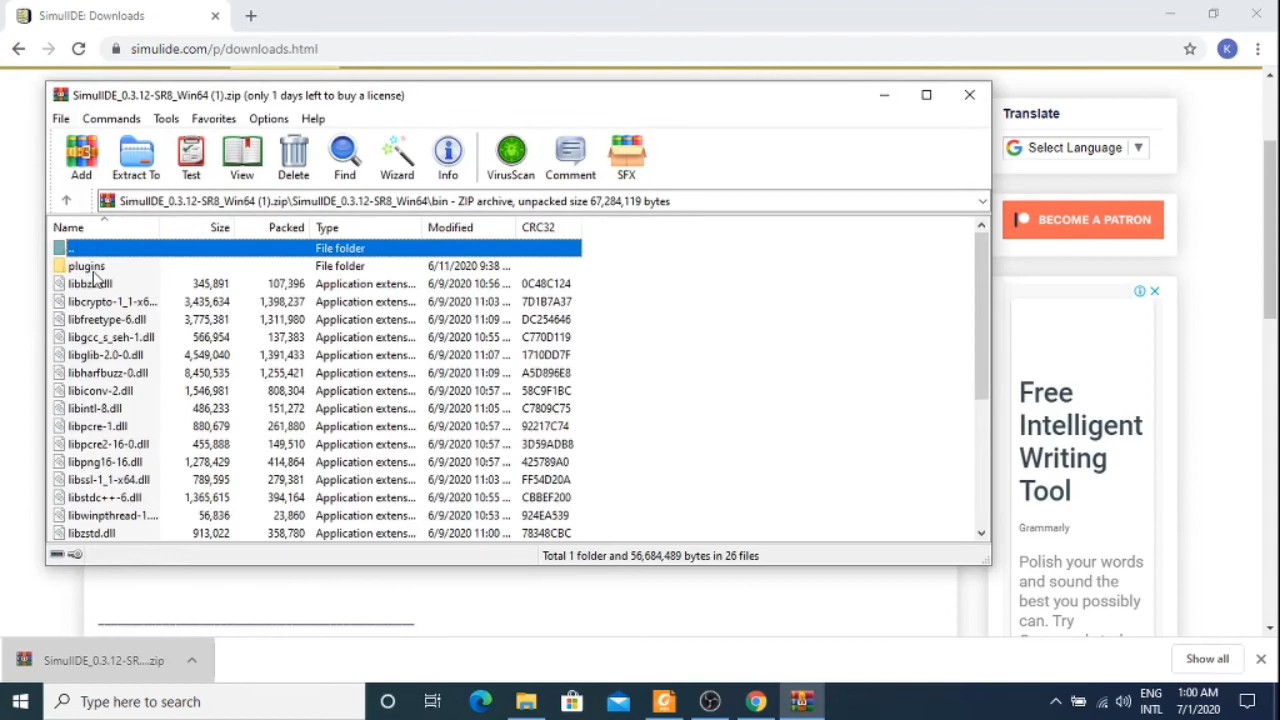 SimulIDE: Downloads
simulide.com/p/downloads.html
K
SimulIDE_0.3.12-SR8_Win64 (1).zip (only 1 days left to buy a license)
File Commands Tools Favorites Options Help
Add Extract To Test View Delete Find Wizard Info VirusScan Comment SFX
SimulIDE_0.3.12-SR8_Win64 (1).zip\SimulIDE_0.3.12-SR8_Win64\bin - ZIP archive, unpacked size 67,284,119 bytes
Name Size Packed Type Modified CRC32
.. File folder
plugins File folder 6/11/2020 9:38 ...
345,891 107,396 Application extens... 6/9/2020 10:56 ... 0C48C124
libcrypto-1_1-x6... 3,435,634 1,398,237 Application extens... 6/9/2020 11:03 ... 7D1B7A37
libfreetype-6.dll 3,775,381 1,311,980 Application extens... 6/9/2020 11:09 ... DC254646
libgcc_s_seh-1.dll 566,954 137,383 Application extens... 6/9/2020 10:55 ... C770D119
libglib-2.0-0.dll 4,549,040 1,391,433 Application extens... 6/9/2020 11:07 ... 1710DD7F
libharfbuzz-0.dll 8,450,535 1,255,421 Application extens... 6/9/2020 11:09 ... A5D896E8
libiconv-2.dll 1,546,981 808,304 Application extens... 6/9/2020 10:57 ... 58C9F1BC
libintl-8.dll 486,233 151,272 Application extens... 6/9/2020 11:05 ... C7809C75
libpcre-1.dll 880,679 261,880 Application extens... 6/9/2020 10:57 ... 92217C74
libpcre2-16-0.dll 455,888 149,510 Application extens... 6/9/2020 10:57 ... 3D59ADB8
libpng16-16.dll 1,278,429 414,864 Application extens... 6/9/2020 10:57 ... 425789A0
libssl-1_1-x64.dll 789,595 279,381 Application extens... 6/9/2020 11:03 ... FF54D20A
libstdc++-6.dll 1,365,615 394,164 Application extens... 6/9/2020 10:55 ... CBBEF200
libwinpthread-1.... 56,836 23,860 Application extens... 6/9/2020 10:53 ... 924EA539
libzstd.dll 913,022 358,780 Application extens... 6/9/2020 11:00 ... 78348CBC
Total 1 folder and 56,684,489 bytes in 26 files
Translate
Select Language
BECOME A PATRON
Free
Intelligent
Writing
Tool
Grammarly
Polish your words
and sound the
best you possibly
can. Try
SimulIDE_0.3.12-SR....zip
Show all
Type here to search
ENG
INTL
1:00 AM
7/1/2020